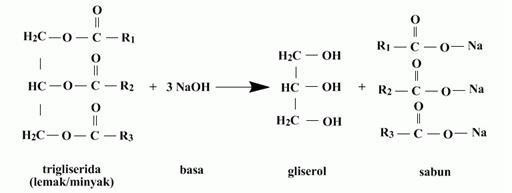 O
O
H2C — O — C — R1
R1 — C — O — Na
H2C — OH
O
O
HC — O — C — R2 + 3 NaOH
HC — OH +
R2 — C — O — Na
O
O
H2C — OH
H2C — O — C — R3
R3 — C — O — Na
trigliserida
(lemak/minyak)
basa
gliserol
sabun